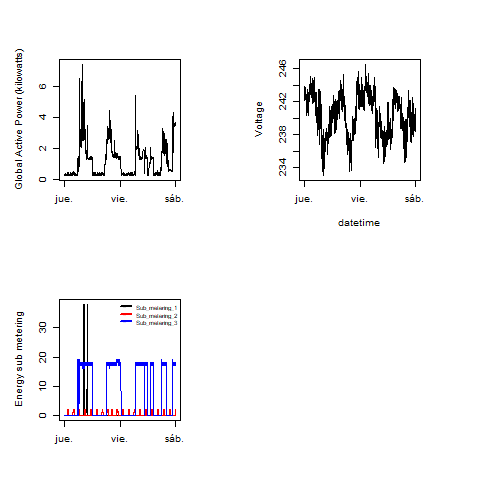 Global Active Power (kilowatts)
0 2 4 6
jue. vie. sáb.
Voltage
234 238 242 246
jue. vie. sáb.
datetime
Energy sub metering
0 10 20 30
Sub_metering_1
Sub_metering_2
Sub_metering_3
jue. vie. sáb.